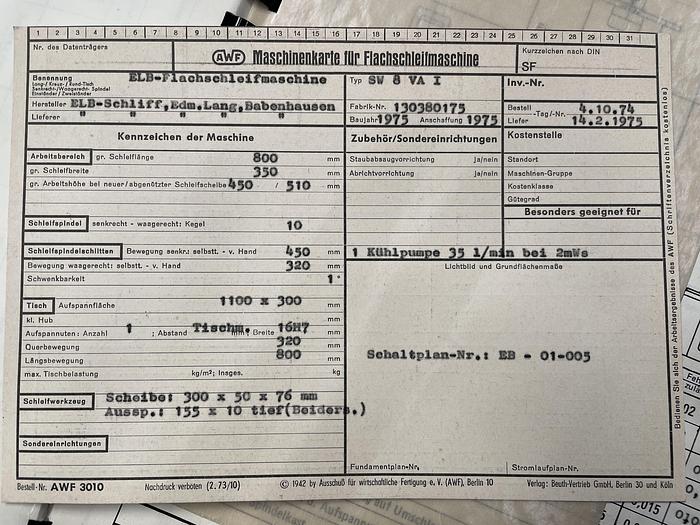 1 2 3 4 5 6 7 8 9 10 11 12 13 14 15 16 17 18 19 20 21 22 23 24 25 26 27 28 29 30 31
Nr. des Datenträgers
AWF Maschinenkarte für Flachschleifmaschine
Kurzzeichen nach DIN
SF
Benennung ELB-Flachschleifmaschine
Lang-/ Kreuz- / Rund-Tisch
Senkrecht-/Waagerecht- Spindel
Einständer / Zweiständer
Typ SW 8 VA I
Inv.-Nr.
Hersteller ELB-Schliff,Edm.Lang,Babenhausen
Fabrik-Nr. 130380175
Bestell -Tag/-Nr. 4.10.74
Lieferer " " " "
Baujahr 1975 Anschaffung 1975
Liefer 14.2.1975
Kennzeichen der Maschine
Zubehör/Sondereinrichtungen
Kostenstelle
Arbeitsbereich gr. Schleiflänge 800 mm
Staubabsaugvorrichtung ja/nein
Standort
gr. Schleifbreite 350 mm
Abrichtvorrichtung ja/nein
Maschinen-Gruppe
gr. Arbeitshöhe bei neuer/abgenützter Schleifscheibe 450 / 510 mm
Kostenklasse
Gütegrad
Besonders geeignet für
Schleifspindel senkrecht - waagerecht: Kegel 10
Schleifspindelschlitten Bewegung senkr.: selbstt. - v. Hand 450 mm
1 Kühlpumpe 35 l/min bei 2mWs
Bewegung waagerecht: selbstt. - v. Hand 320 mm
Lichtbild und Grundflächenmaße
Schwenkbarkeit 1°
Tisch Aufspannfläche 1100 x 300 mm
kl. Hub
Aufspannuten: Anzahl 1 ; Abstand Tischm. mm; Breite 16H7
Querbewegung 320 mm
Längsbewegung 800 mm
Schaltplan-Nr.: EB - 01-005
max. Tischbelastung kg/m²; insges. kg
Schleifwerkzeug Scheibe: 300 x 50 x 76 mm
Aussp.: 155 x 10 tief(Beiders.)
Sondereinrichtungen
Fundamentplan-Nr.
Stromlaufplan-Nr.
Bestell-Nr. AWF 3010
Nachdruck verboten (2.73/10)
© 1942 by Ausschuß für wirtschaftliche Fertigung e. V. (AWF), Berlin 10
Verlag: Beuth-Vertrieb GmbH, Berlin 30 und Köln
Bedienen Sie sich der Arbeitsergebnisse des AWF (Schriftenverzeichnis kostenlos)